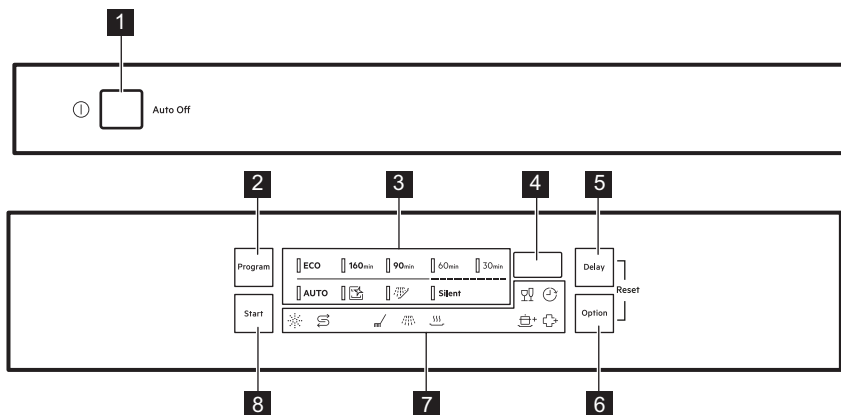 1
Auto Off
2 3 4 5
Program
ECO 160min 90min 60min 30min
Delay
Reset
AUTO Silent
Start
Option
8 7 6